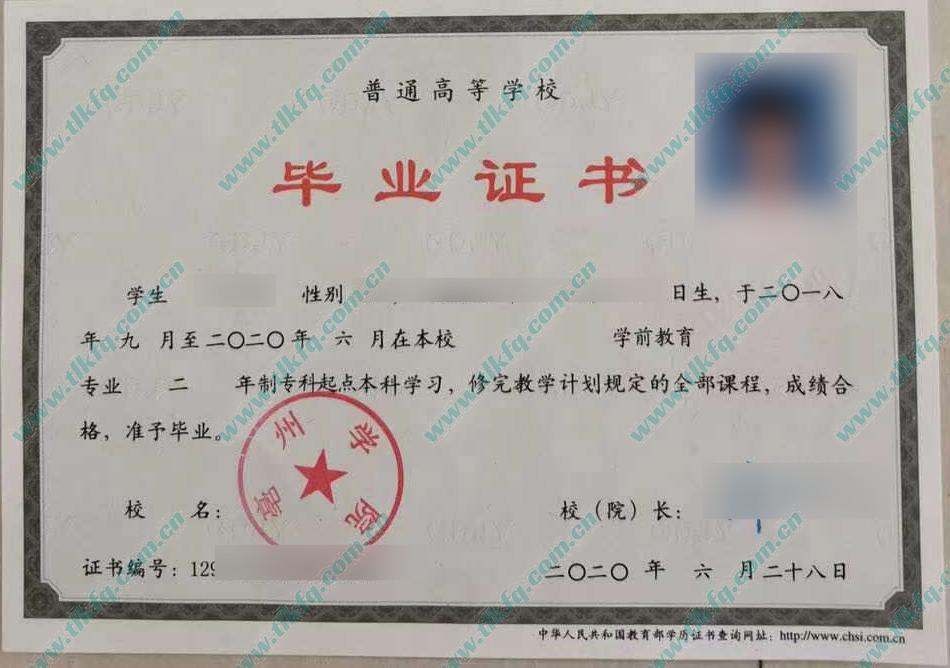 普通高等学校
毕业证书
学生 性别 日生，于二〇一八
年 九 月至二〇二〇年 六 月在本校 学前教育
专业 二 年制专科起点本科学习，修完教学计划规定的全部课程，成绩合
格，准予毕业。
亳州学院
校 名： 校（院）长：
证书编号：129 二〇二〇 年 六 月二十八日
中华人民共和国教育部学历证书查询网址：http://www.chsi.com.cn
www.tlkfq.com.cn